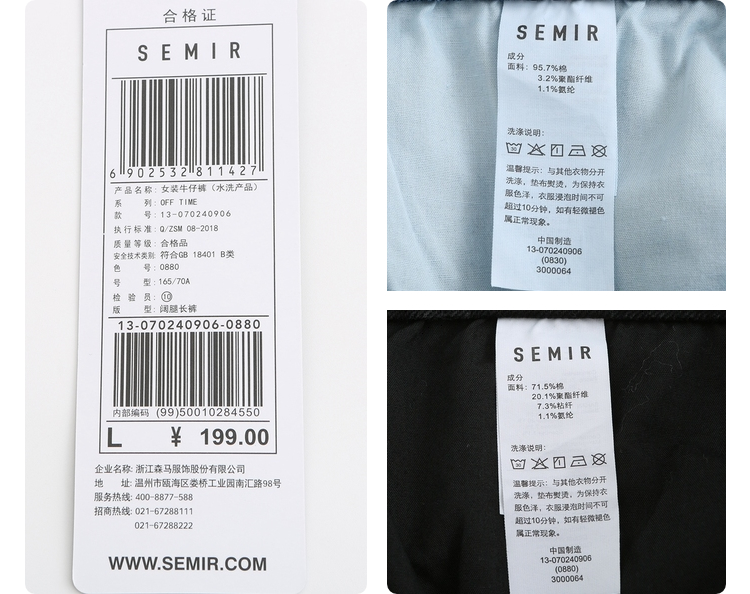 合格证
SEMIR
6 902532 811427
产品名称: 女装牛仔裤（水洗产品）
系　　列: OFF TIME
款　　号: 13-070240906
执行标准: Q/ZSM 08-2018
质量等级: 合格品
安全技术类别: 符合GB 18401 B类
色　　号: 0880
号　　型: 165/70A
检 验 员: ⑩
版　　型: 阔腿长裤
13-070240906-0880
内部编码 (99)50010284550
L ¥ 199.00
企业名称: 浙江森马服饰股份有限公司
地　　址: 温州市瓯海区娄桥工业园南汇路98号
服务热线: 400-8877-588
招商热线: 021-67288111
021-67288222
WWW.SEMIR.COM
SEMIR
成分
面料: 95.7%棉
3.2%聚酯纤维
1.1%氨纶
洗涤说明:
30
温馨提示: 与其他衣物分开
洗涤，垫布熨烫，为保持衣
服色泽，衣服浸泡时间不可
超过10分钟，如有轻微褪色
属正常现象。
中国制造
13-070240906
(0830)
3000064
SEMIR
成分
面料: 71.5%棉
20.1%聚酯纤维
7.3%粘纤
1.1%氨纶
洗涤说明:
30
温馨提示: 与其他衣物分开
洗涤，垫布熨烫，为保持衣
服色泽，衣服浸泡时间不可
超过10分钟，如有轻微褪色
属正常现象。
中国制造
13-070240906
(0880)
3000064